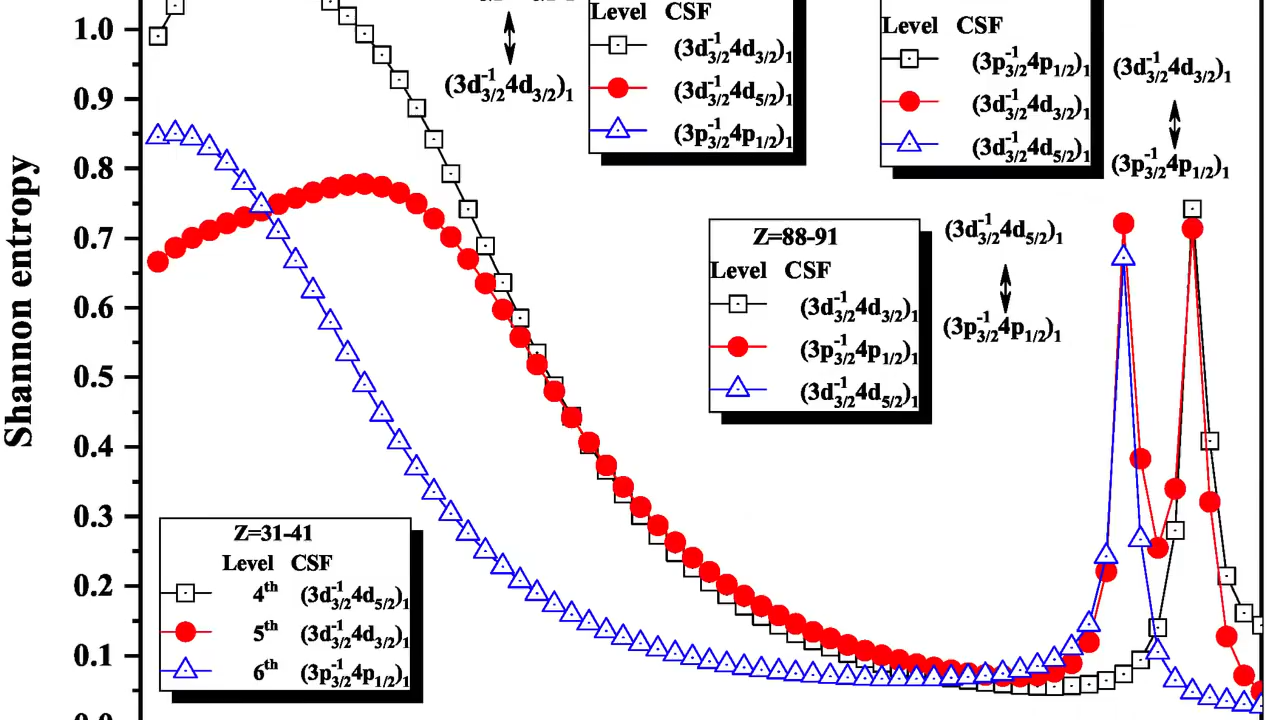 1.0
0.9
0.8
0.7
0.6
0.5
0.4
0.3
0.2
0.1
Shannon entropy
(3d⁻¹₃/₂4d₃/₂)₁
Level CSF
(3d⁻¹₃/₂4d₃/₂)₁
(3d⁻¹₃/₂4d₅/₂)₁
(3p⁻¹₃/₂4p₁/₂)₁
Level CSF
(3p⁻¹₃/₂4p₁/₂)₁
(3d⁻¹₃/₂4d₃/₂)₁
(3d⁻¹₃/₂4d₅/₂)₁
(3d⁻¹₃/₂4d₃/₂)₁
(3p⁻¹₃/₂4p₁/₂)₁
Z=88-91
Level CSF
(3d⁻¹₃/₂4d₃/₂)₁
(3p⁻¹₃/₂4p₁/₂)₁
(3d⁻¹₃/₂4d₅/₂)₁
(3d⁻¹₃/₂4d₅/₂)₁
(3p⁻¹₃/₂4p₁/₂)₁
Z=31-41
Level CSF
4th (3d⁻¹₃/₂4d₅/₂)₁
5th (3d⁻¹₃/₂4d₃/₂)₁
6th (3p⁻¹₃/₂4p₁/₂)₁